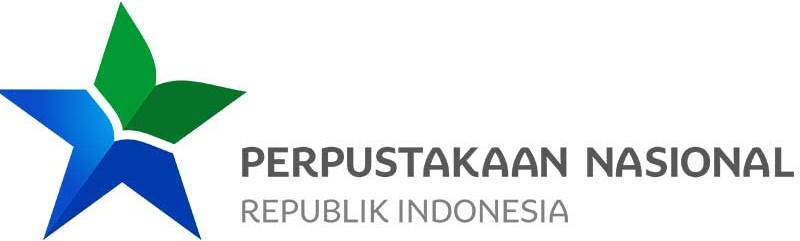 PERPUSTAKAAN NASIONAL
REPUBLIK INDONESIA